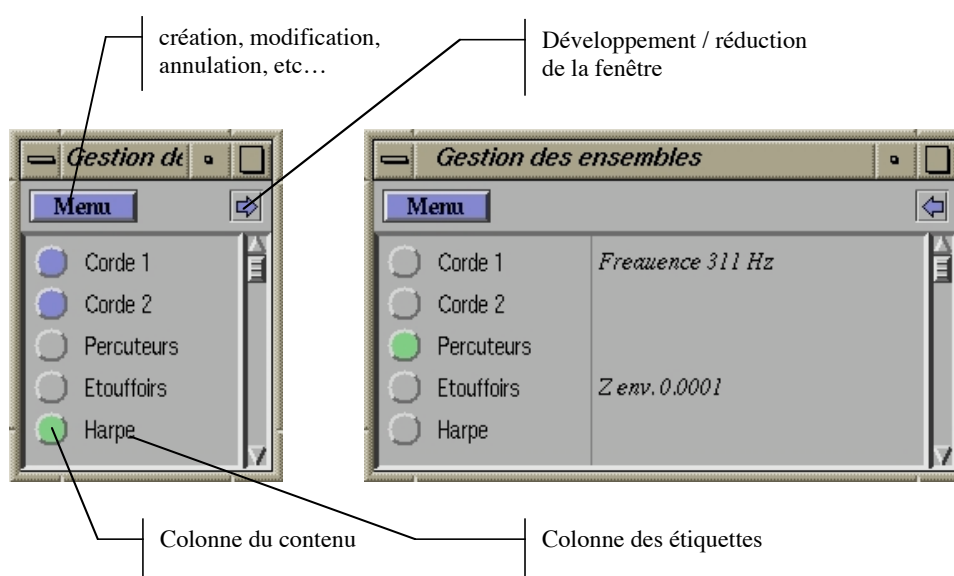 création, modification,
annulation, etc…
Développement / réduction
de la fenêtre
Gestion de
Menu
Corde 1
Corde 2
Percuteurs
Etouffoirs
Harpe
Gestion des ensembles
Menu
Corde 1
Freauence 311 Hz
Corde 2
Percuteurs
Etouffoirs
Z env. 0.0001
Harpe
Colonne du contenu
Colonne des étiquettes